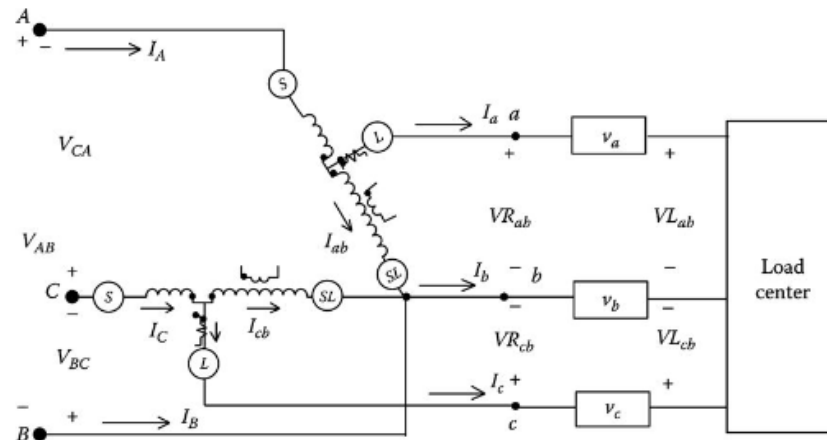 A
+ −
I_A
S
V_CA
L
I_a a
+
v_a
+
I_ab
VR_ab
VL_ab
V_AB
SL
I_b
− b
v_b
−
Load
center
+
C
−
S
I_C
I_cb
SL
−
VR_cb
−
VL_cb
V_BC
L
I_c +
c
v_c
+
−
B
+
I_B